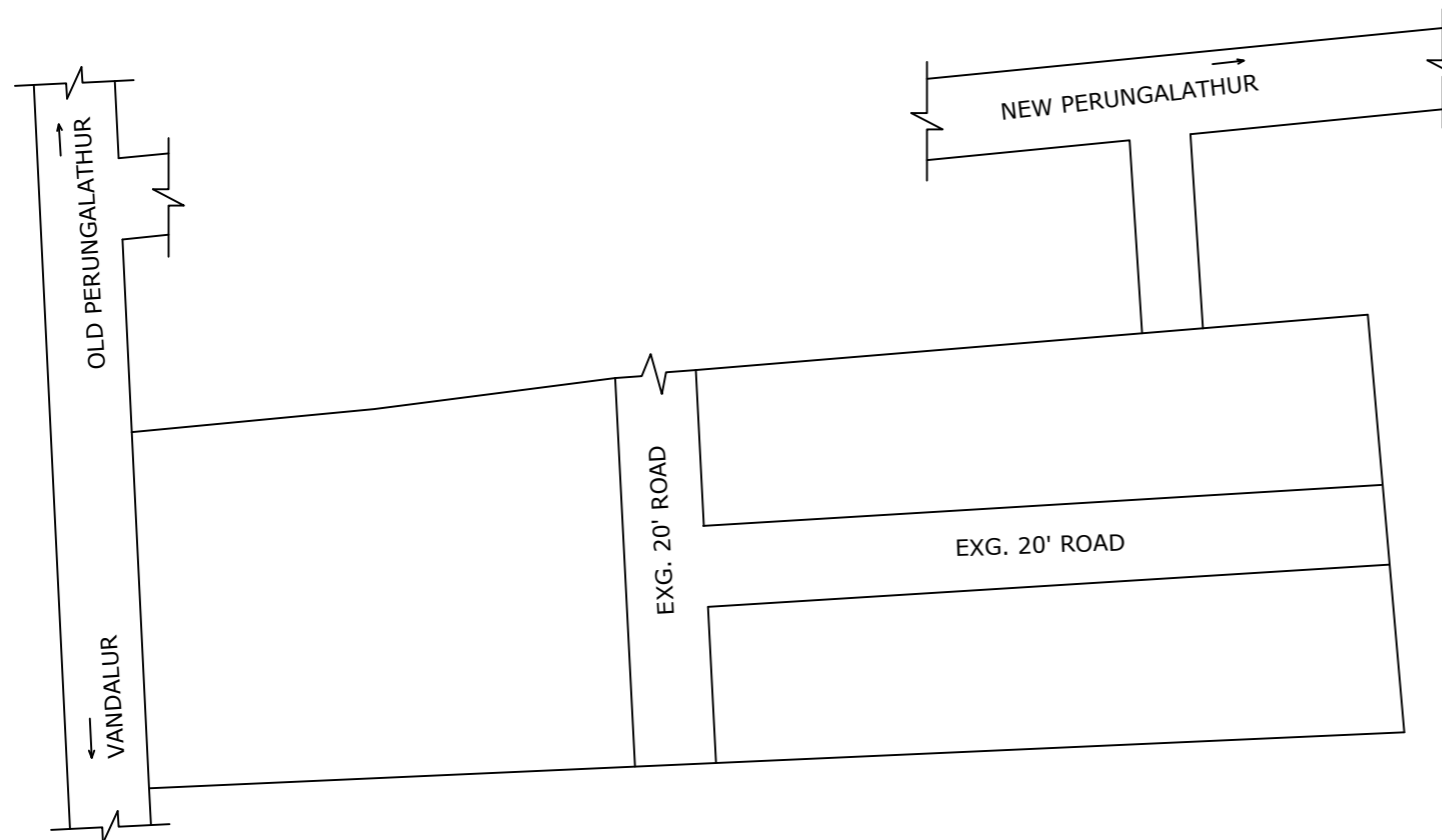 NEW PERUNGALATHUR
OLD PERUNGALATHUR
EXG. 20' ROAD
EXG. 20' ROAD
VANDALUR